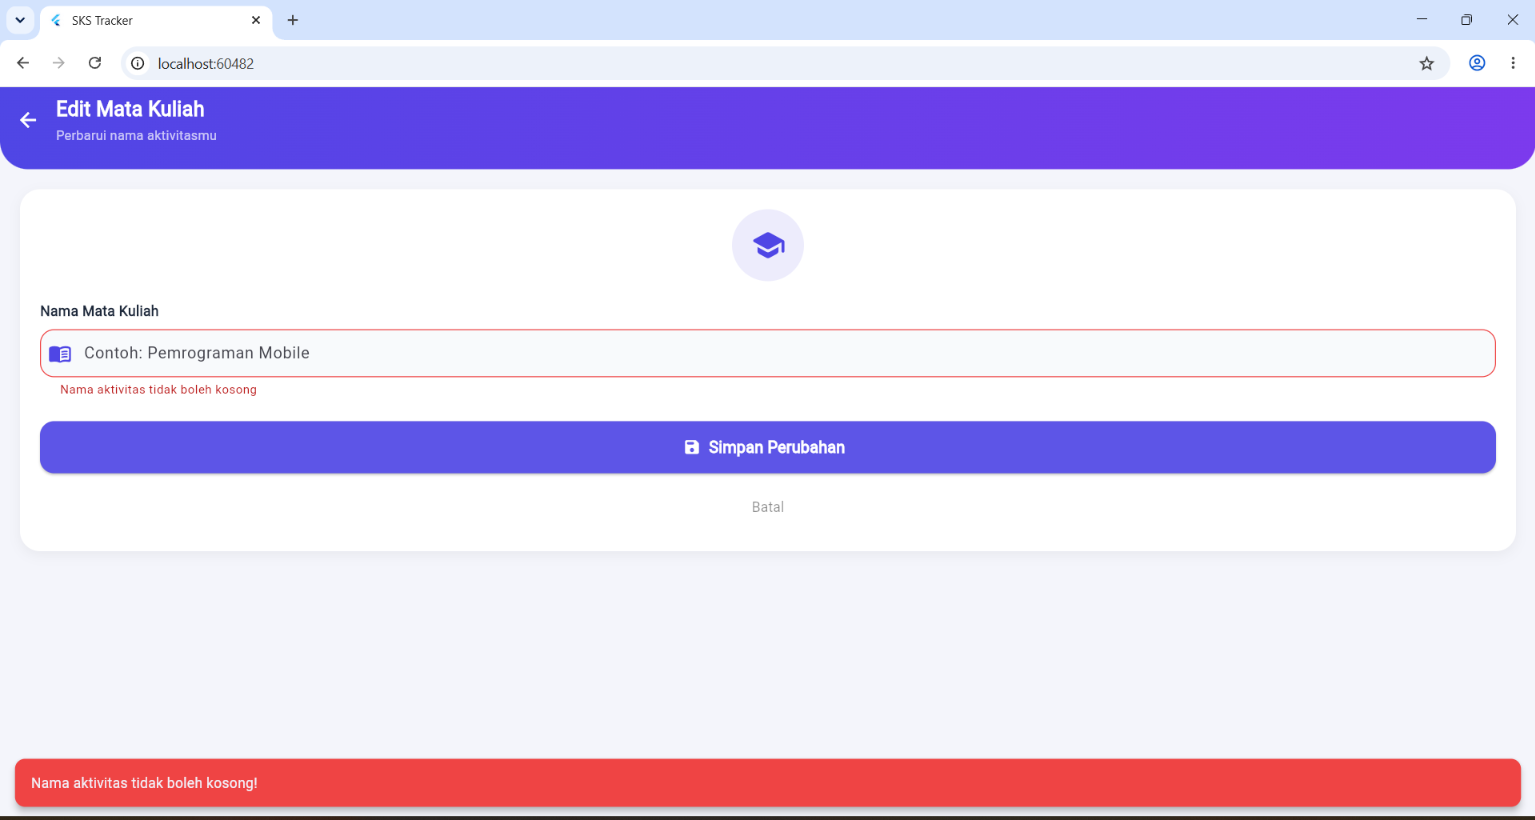 SKS Tracker
localhost:60482
Edit Mata Kuliah
Perbarui nama aktivitasmu
Nama Mata Kuliah
Contoh: Pemrograman Mobile
Nama aktivitas tidak boleh kosong
Simpan Perubahan
Batal
Nama aktivitas tidak boleh kosong!